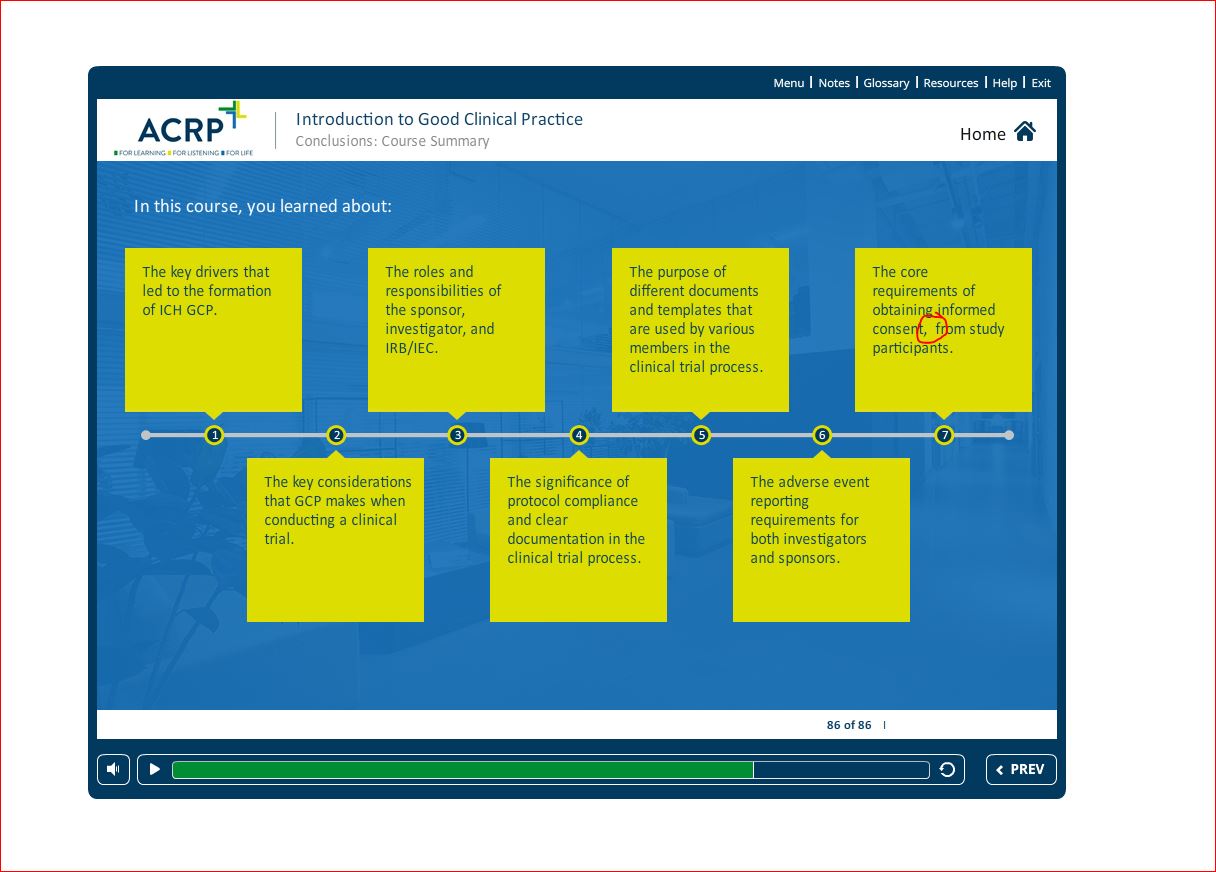 Menu | Notes | Glossary | Resources | Help | Exit
ACRP
FOR LEARNING FOR LISTENING FOR LIFE
Introduction to Good Clinical Practice
Conclusions: Course Summary
Home
In this course, you learned about:
The key drivers that
led to the formation
of ICH GCP.
The roles and
responsibilities of
the sponsor,
investigator, and
IRB/IEC.
The purpose of
different documents
and templates that
are used by various
members in the
clinical trial process.
The core
requirements of
obtaining informed
consent,  from study
participants.
1 2 3 4 5 6 7
The key considerations
that GCP makes when
conducting a clinical
trial.
The significance of
protocol compliance
and clear
documentation in the
clinical trial process.
The adverse event
reporting
requirements for
both investigators
and sponsors.
86 of 86 |
PREV